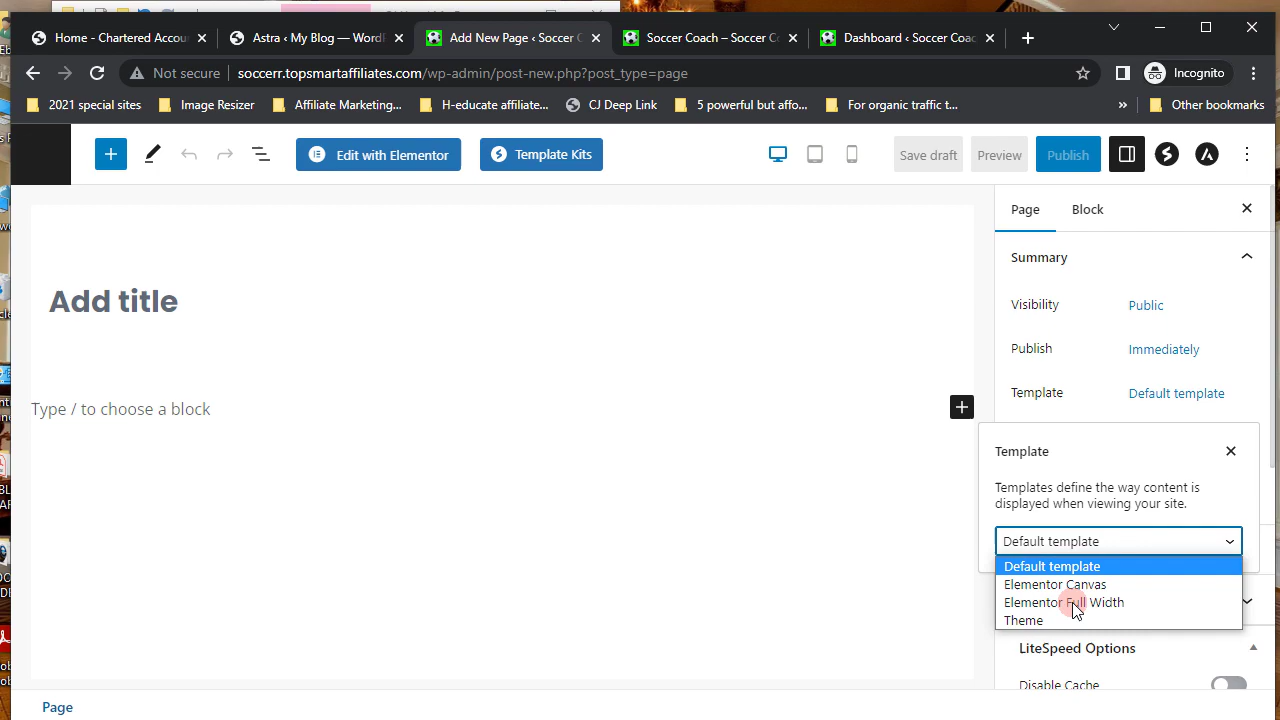 Home - Chartered Accou
Astra ‹ My Blog — Word
Add New Page ‹ Soccer C
Soccer Coach – Soccer Co
Dashboard ‹ Soccer Coac
Not secure
soccerr.topsmartaffiliates.com/wp-admin/post-new.php?post_type=page
Incognito
2021 special sites
Image Resizer
Affiliate Marketing...
H-educate affiliate...
CJ Deep Link
5 powerful but affo...
For organic traffic t...
»
Other bookmarks
Edit with Elementor
Template Kits
Save draft
Preview
Publish
Page
Block
Summary
Add title
Visibility
Public
Publish
Immediately
Template
Default template
Type / to choose a block
Template
Templates define the way content is
displayed when viewing your site.
Default template
Default template
Elementor Canvas
Elementor Full Width
Theme
LiteSpeed Options
Disable Cache
Page